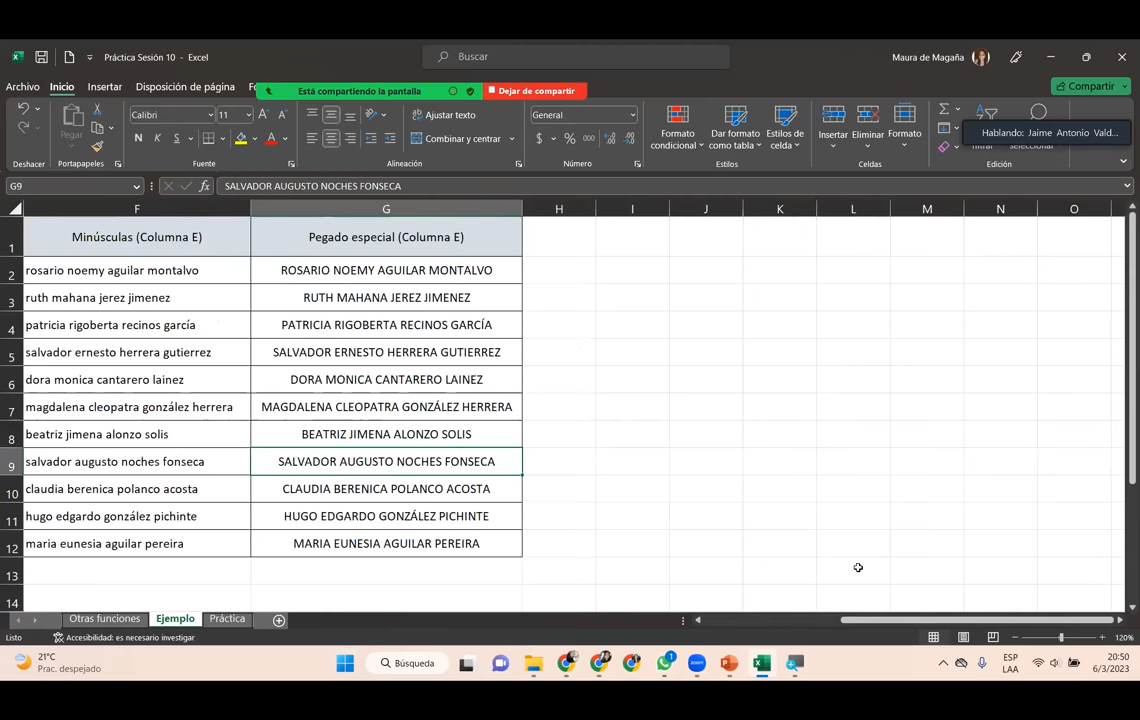 Práctica Sesión 10 - Excel
Buscar
Maura de Magaña
Archivo Inicio Insertar Disposición de página
Está compartiendo la pantalla
Dejar de compartir
Compartir
Pegar
Calibri 11
N K S
Ajustar texto
Combinar y centrar
General
$ % 000
Formato condicional
Dar formato como tabla
Estilos de celda
Insertar
Eliminar
Formato
Hablando: Jaime Antonio Vald...
Deshacer Portapapeles Fuente Alineación Número Estilos Celdas Edición
G9
SALVADOR AUGUSTO NOCHES FONSECA
F G H I J K L M N O
1 Minúsculas (Columna E) Pegado especial (Columna E)
2 rosario noemy aguilar montalvo ROSARIO NOEMY AGUILAR MONTALVO
3 ruth mahana jerez jimenez RUTH MAHANA JEREZ JIMENEZ
4 patricia rigoberta recinos garcía PATRICIA RIGOBERTA RECINOS GARCÍA
5 salvador ernesto herrera gutierrez SALVADOR ERNESTO HERRERA GUTIERREZ
6 dora monica cantarero lainez DORA MONICA CANTARERO LAINEZ
7 magdalena cleopatra gonzález herrera MAGDALENA CLEOPATRA GONZÁLEZ HERRERA
8 beatriz jimena alonzo solis BEATRIZ JIMENA ALONZO SOLIS
9 salvador augusto noches fonseca SALVADOR AUGUSTO NOCHES FONSECA
10 claudia berenica polanco acosta CLAUDIA BERENICA POLANCO ACOSTA
11 hugo edgardo gonzález pichinte HUGO EDGARDO GONZÁLEZ PICHINTE
12 maria eunesia aguilar pereira MARIA EUNESIA AGUILAR PEREIRA
13
14
Otras funciones Ejemplo Práctica
Listo Accesibilidad: es necesario investigar 120%
21°C
Prac. despejado
Búsqueda
1
ESP
LAA
20:50
6/3/2023